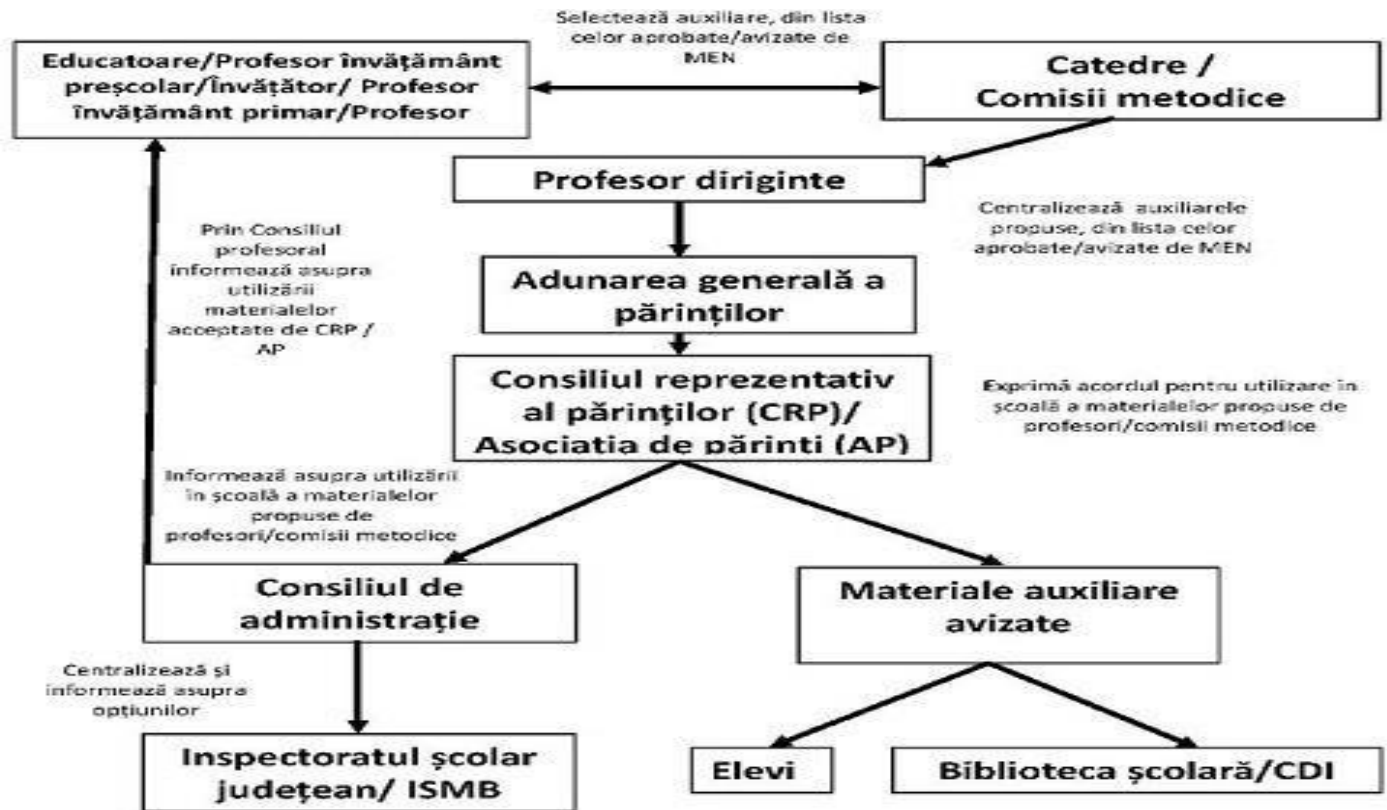 Selectează auxiliare, din lista
celor aprobate/avizate de
MEN
Educatoare/Profesor învățământ
preșcolar/Învățător/ Profesor
învățământ primar/Profesor
Catedre /
Comisii metodice
Profesor diriginte
Centralizează auxiliarele
propuse, din lista celor
aprobate/avizate de MEN
Prin Consiliul
profesoral
informează asupra
utilizării
materialelor
acceptate de CRP /
AP
Adunarea generală a
părinților
Consiliul reprezentativ
al părinților (CRP)/
Asociatia de părinti (AP)
Exprimă acordul pentru utilizare în
școală a materialelor propuse de
profesori/comisii metodice
Informează asupra utilizării
în școală a materialelor
propuse de
profesori/comisii metodice
Consiliul de
administrație
Materiale auxiliare
avizate
Centralizează și
informează asupra
opțiunilor
Inspectoratul școlar
județean/ ISMB
Elevi
Biblioteca școlară/CDI